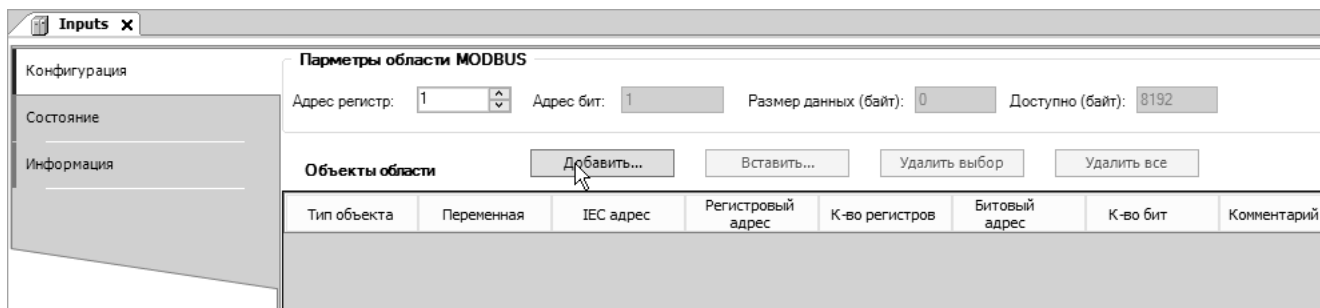 Inputs X
Конфигурация
Состояние
Информация
Парметры области MODBUS
Адрес регистр: 1 Адрес бит: 1 Размер данных (байт): 0 Доступно (байт): 8192
Объекты области Добавить... Вставить... Удалить выбор Удалить все
Тип объекта Переменная IEC адрес Регистровый адрес К-во регистров Битовый адрес К-во бит Комментарий